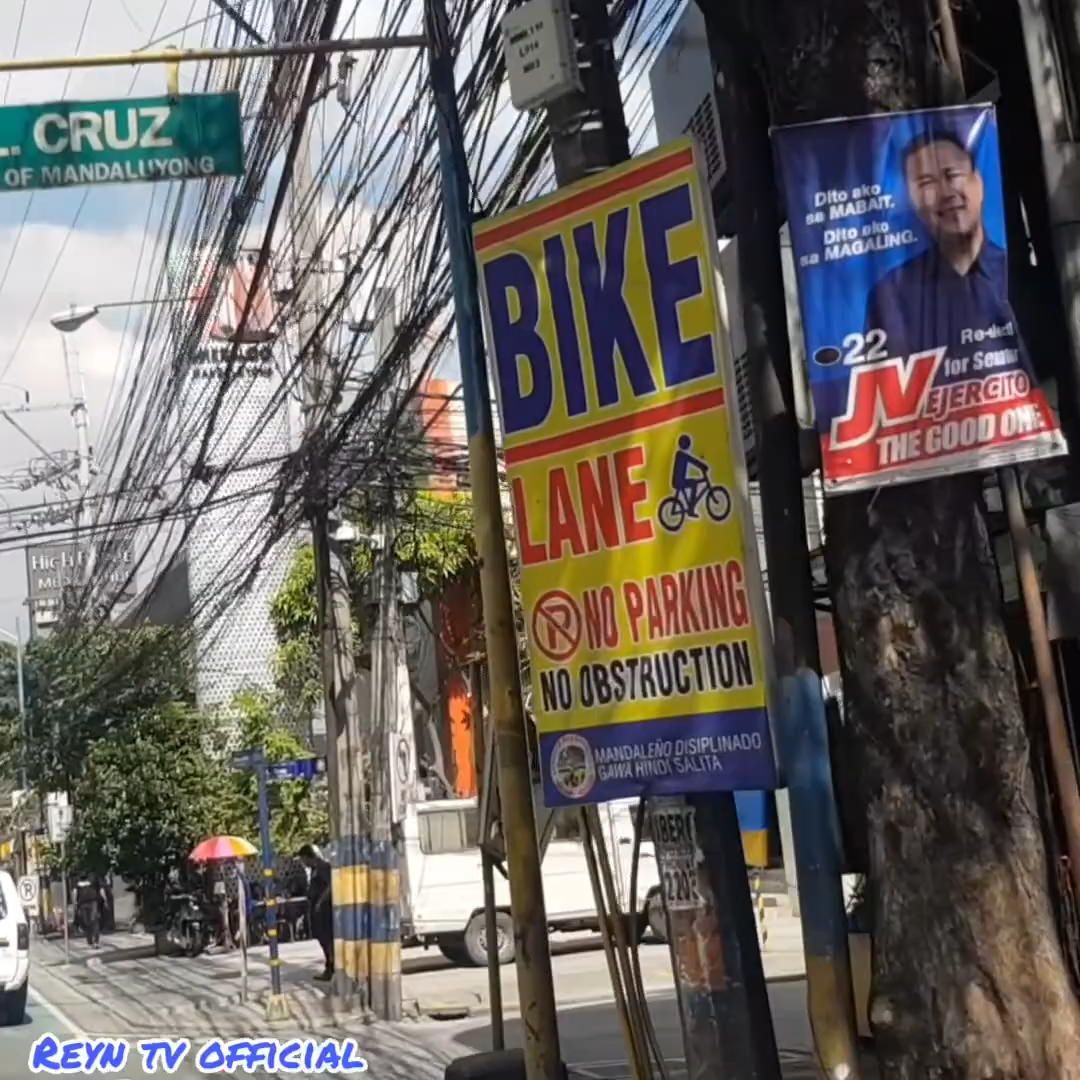 L. CRUZ
OF MANDALUYONG
BIKE
LANE
NO PARKING
NO OBSTRUCTION
MANDALEÑO DISIPLINADO
GAWA HINDI SALITA
Dito ako
sa MABAIT.
Dito ako
sa MAGALING.
22
Re-elect
for Senator
JV EJERCITO
THE GOOD ONE
REYN TV OFFICIAL